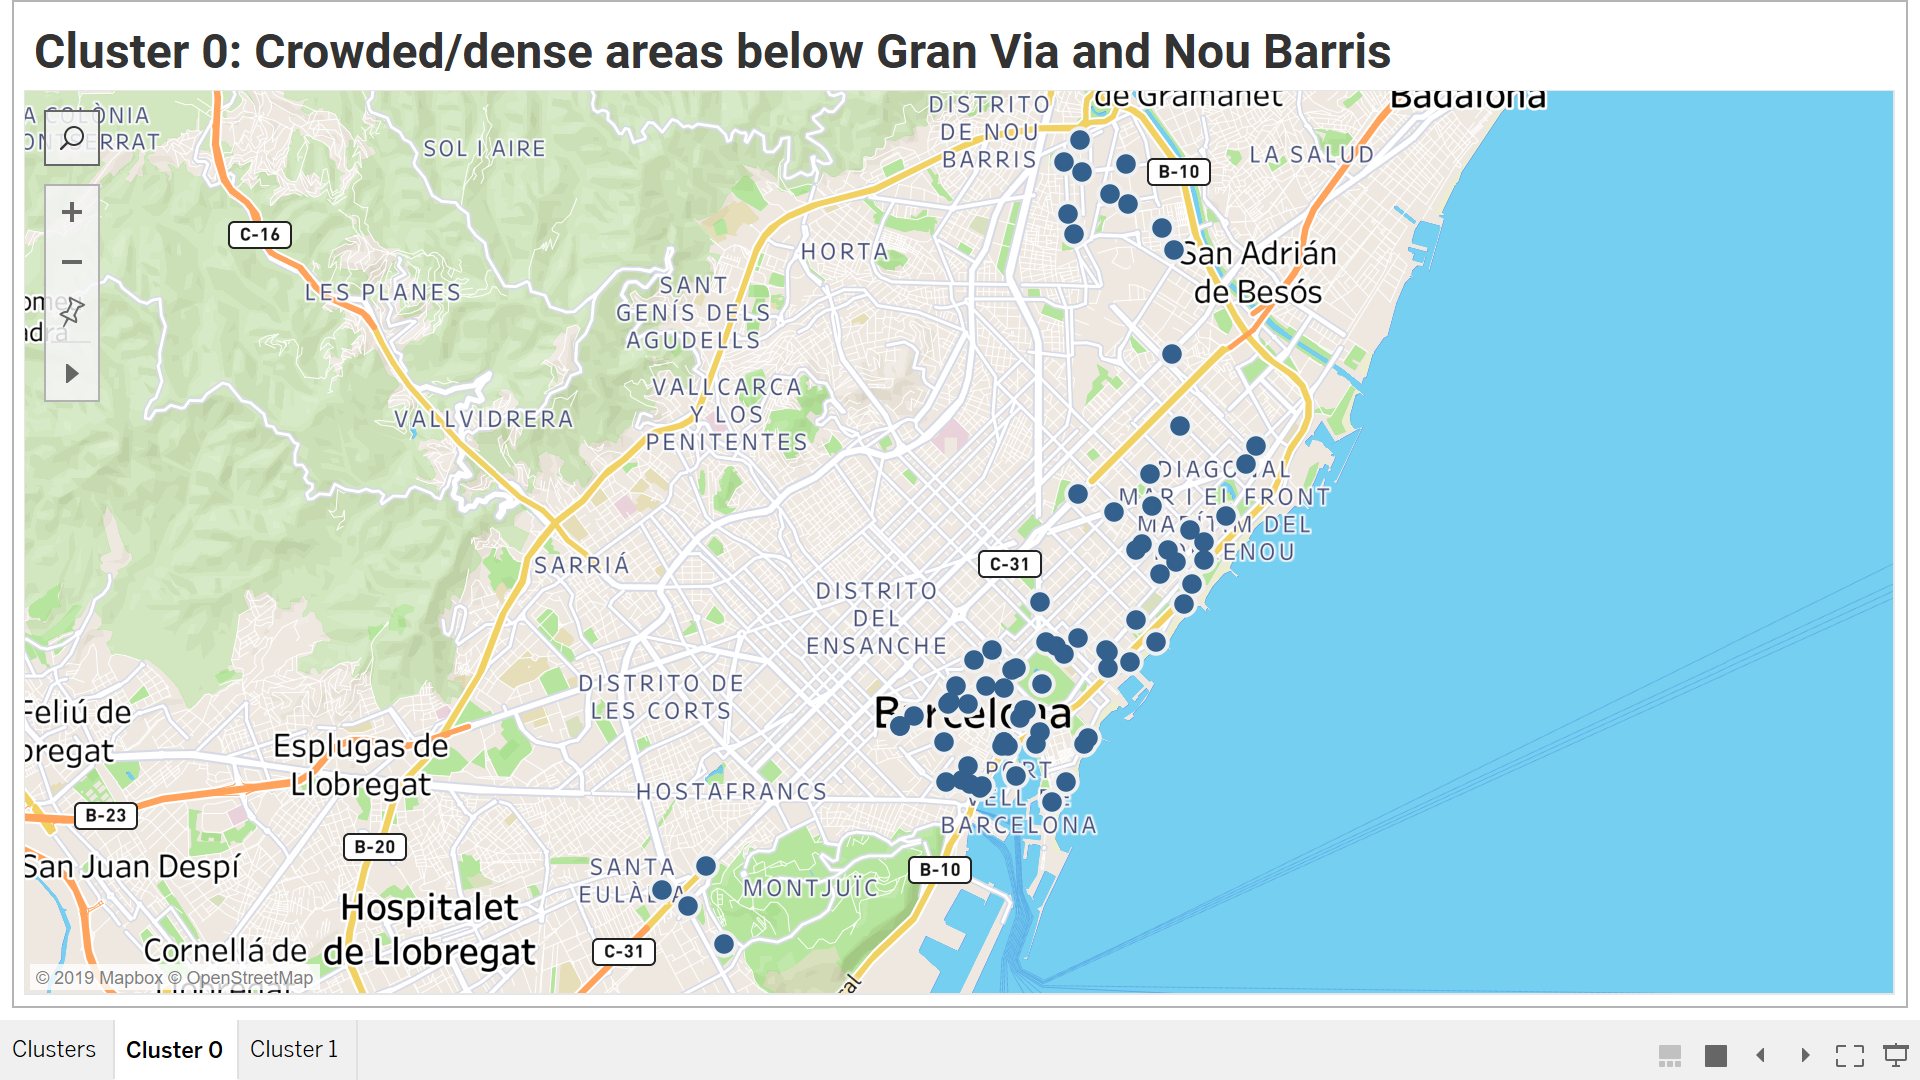 Cluster 0: Crowded/dense areas below Gran Via and Nou Barris
DISTRITO
DE NOU
BARRIS
de Gramanet
Badalona
A COLÒNIA
SOL I AIRE
LA SALUD
B-10
C-16
HORTA
San Adrián
de Besós
LES PLANES
SANT
GENÍS DELS
AGUDELLS
VALLCARCA
Y LOS
PENITENTES
VALLVIDRERA
DIAGONAL
MAR I EL FRONT
MARÍTIM DEL
ENOU
SARRIÁ
C-31
DISTRITO
DEL
ENSANCHE
DISTRITO DE
LES CORTS
Barcelona
Feliú de
bregat
Esplugas de
Llobregat
HOSTAFRANCS
PORT
VELL DE
BARCELONA
B-23
B-20
San Juan Despí
SANTA
EULÀLIA
MONTJUÏC
B-10
Hospitalet
de Llobregat
Cornellá de
C-31
© 2019 Mapbox © OpenStreetMap
Clusters
Cluster 0
Cluster 1